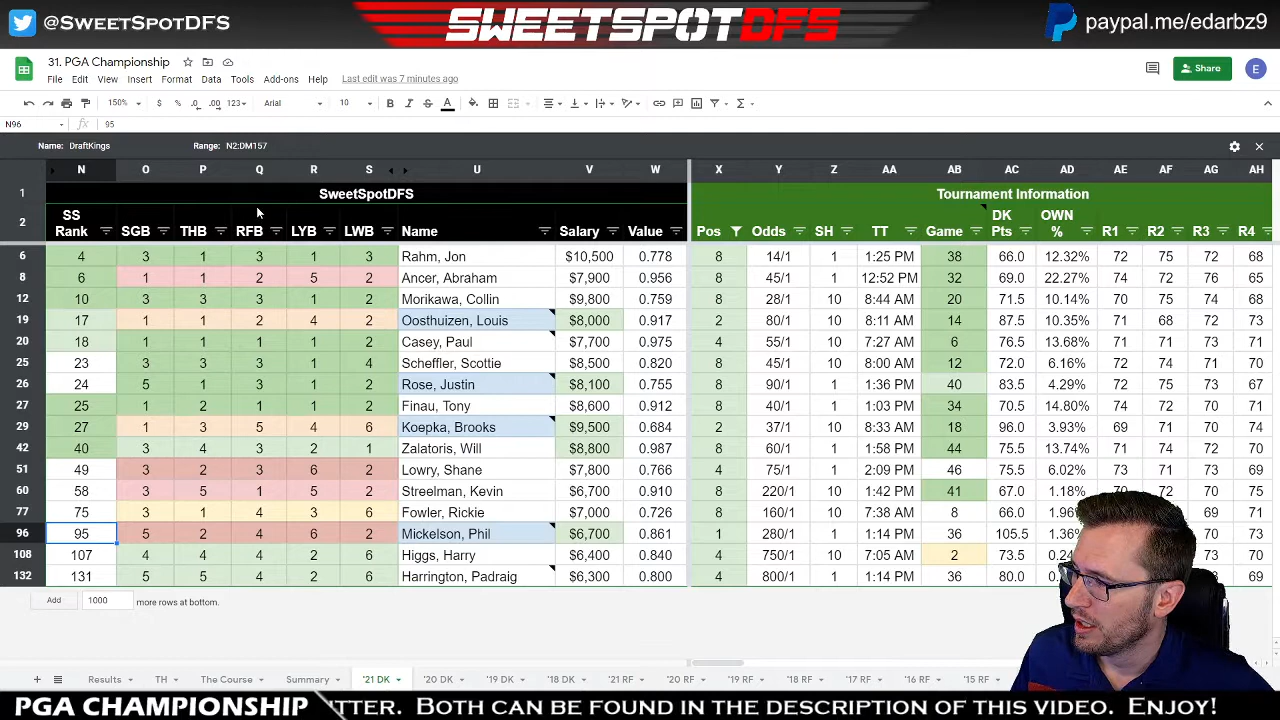 @SWEETSPOTDFS SWEETSPOTDFS paypal.me/edarbz9
31. PGA Championship
File Edit View Insert Format Data Tools Add-ons Help Last edit was 7 minutes ago
Share E
150% $ % .0 .00 123 Arial 10 B I S A
N96 fx 95
Name: DraftKings Range: N2:DM157
N O P Q R S U V W X Y Z AA AB AC AD AE AF AG AH
1 SweetSpotDFS Tournament Information
2 SS Rank SGB THB RFB LYB LWB Name Salary Value Pos Odds SH TT Game DK Pts OWN % R1 R2 R3 R4
6 4 3 1 3 1 3 Rahm, Jon $10,500 0.778 8 14/1 1 1:25 PM 38 66.0 12.32% 72 75 72 68
8 6 1 1 2 5 2 Ancer, Abraham $7,900 0.956 8 45/1 1 12:52 PM 32 69.0 22.27% 74 72 76 65
12 10 3 3 3 1 2 Morikawa, Collin $9,800 0.759 8 28/1 10 8:44 AM 20 71.5 10.14% 70 75 74 68
19 17 1 1 2 4 2 Oosthuizen, Louis $8,000 0.917 2 80/1 10 8:11 AM 14 87.5 10.35% 71 68 72 73
20 18 1 1 1 1 2 Casey, Paul $7,700 0.975 4 55/1 10 7:27 AM 6 76.5 13.68% 71 75 73 71
25 23 3 3 3 1 4 Scheffler, Scottie $8,500 0.820 8 45/1 10 8:00 AM 12 72.0 6.16% 72 74 71 70
26 24 5 1 3 1 2 Rose, Justin $8,100 0.755 8 90/1 1 1:36 PM 40 83.5 4.29% 72 75 73 67
27 25 1 2 1 1 2 Finau, Tony $8,600 0.912 8 40/1 1 1:03 PM 34 70.5 14.80% 74 72 70 71
29 27 1 3 5 4 6 Koepka, Brooks $9,500 0.684 2 37/1 10 8:33 AM 18 96.0 3.93% 69 71 70 74
42 40 3 4 3 2 1 Zalatoris, Will $8,800 0.987 8 60/1 1 1:58 PM 44 75.5 13.74% 71 74 72 70
51 49 3 2 3 6 2 Lowry, Shane $7,800 0.766 4 75/1 1 2:09 PM 46 75.5 6.02% 73 71 73 69
60 58 3 5 1 5 2 Streelman, Kevin $6,700 0.910 8 220/1 1 1:42 PM 41 67.0 1.18% 70 72 70 75
77 75 3 1 4 3 6 Fowler, Rickie $7,000 0.726 8 160/1 10 7:38 AM 8 66.0 71
96 95 5 2 4 6 2 Mickelson, Phil $6,700 0.861 1 280/1 1 1:14 PM 36 105.5 1.36% 70 73
108 107 4 4 4 2 6 Higgs, Harry $6,400 0.840 4 750/1 10 7:05 AM 2 73.5 70
132 131 5 5 4 2 6 Harrington, Padraig $6,300 0.800 4 800/1 1 1:14 PM 36 80.0 69
Add 1000 more rows at bottom.
Results TH The Course Summary '21 DK '20 DK '19 DK '18 DK '21 RF '20 RF '19 RF '18 RF '17 RF '16 RF '15 RF
PGA CHAMPIONSHIP ITTER. BOTH CAN BE FOUND IN THE DESCRIPTION OF THIS VIDEO. ENJOY!